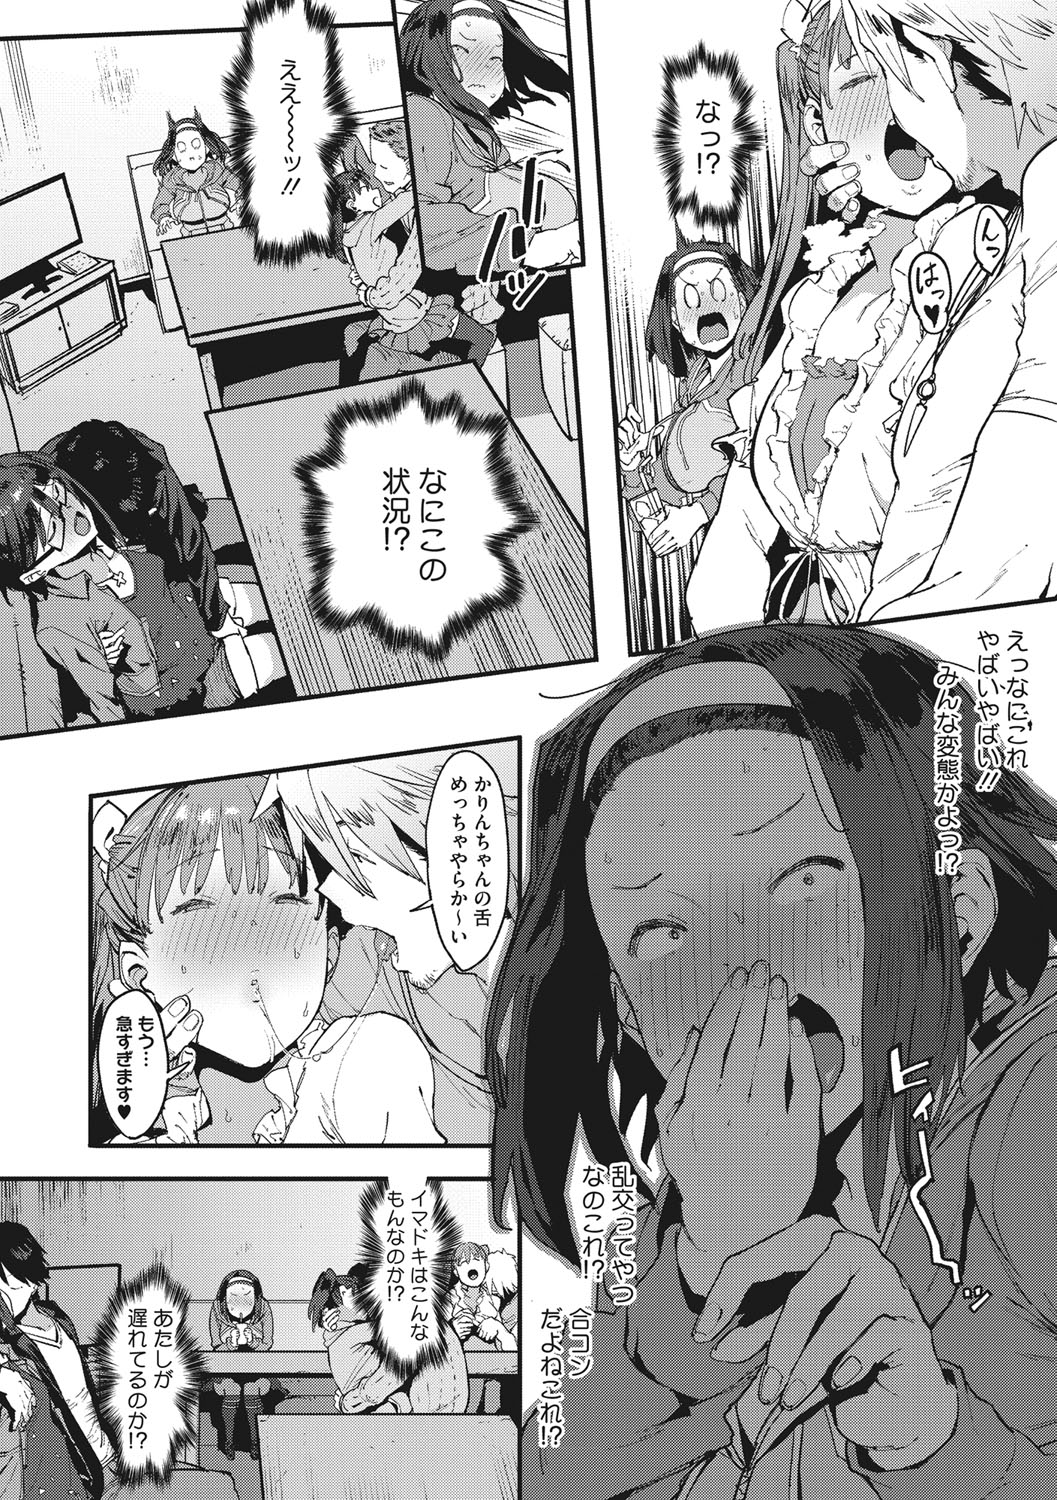 なっ!?
んっ
はっ♥
ええ〜〜〜ッ!!
なにこの
状況!?
えっなにこれ
やばいやばい!!
みんな変態かよっ!?
ヒィ〜〜ッ
乱交ってやっ
なのこれ!?
合コン
だよねこれ!?
かりんちゃんの舌
めっちゃやらか〜い
もう…
急すぎます♥
イマドキはこんな
もんなのか!?
あたしが
遅れてるのか!?